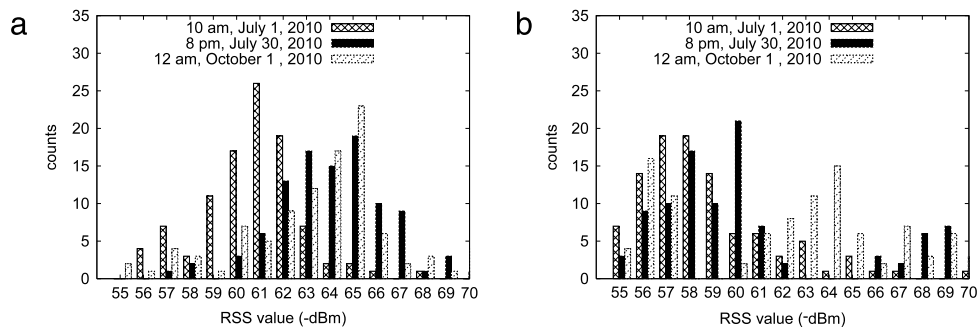 a
35
30
25
20
15
10
5
0
counts
10 am, July 1, 2010
8 pm, July 30, 2010
12 am, October 1 , 2010
55 56 57 58 59 60 61 62 63 64 65 66 67 68 69 70
RSS value (-dBm)
b
35
30
25
20
15
10
5
0
counts
10 am, July 1, 2010
8 pm, July 30, 2010
12 am, October 1 , 2010
55 56 57 58 59 60 61 62 63 64 65 66 67 68 69 70
RSS value (-dBm)